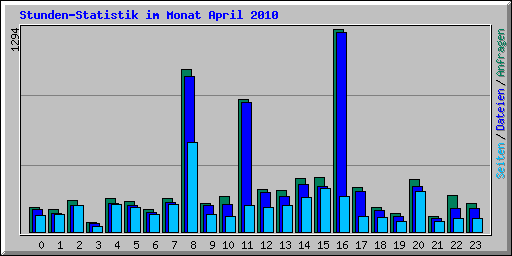 Stunden-Statistik im Monat April 2010
1294
Seiten / Dateien / Anfragen
0 1 2 3 4 5 6 7 8 9 10 11 12 13 14 15 16 17 18 19 20 21 22 23